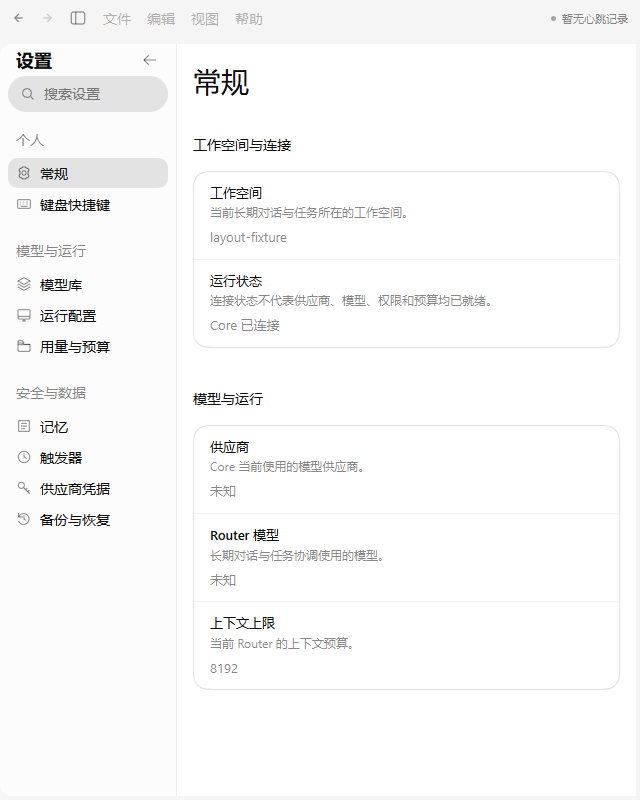 文件 编辑 视图 帮助
暂无心跳记录
设置
搜索设置
个人
常规
键盘快捷键
模型与运行
模型库
运行配置
用量与预算
安全与数据
记忆
触发器
供应商凭据
备份与恢复
常规
工作空间与连接
工作空间
当前长期对话与任务所在的工作空间。
layout-fixture
运行状态
连接状态不代表供应商、模型、权限和预算均已就绪。
Core 已连接
模型与运行
供应商
Core 当前使用的模型供应商。
未知
Router 模型
长期对话与任务协调使用的模型。
未知
上下文上限
当前 Router 的上下文预算。
8192